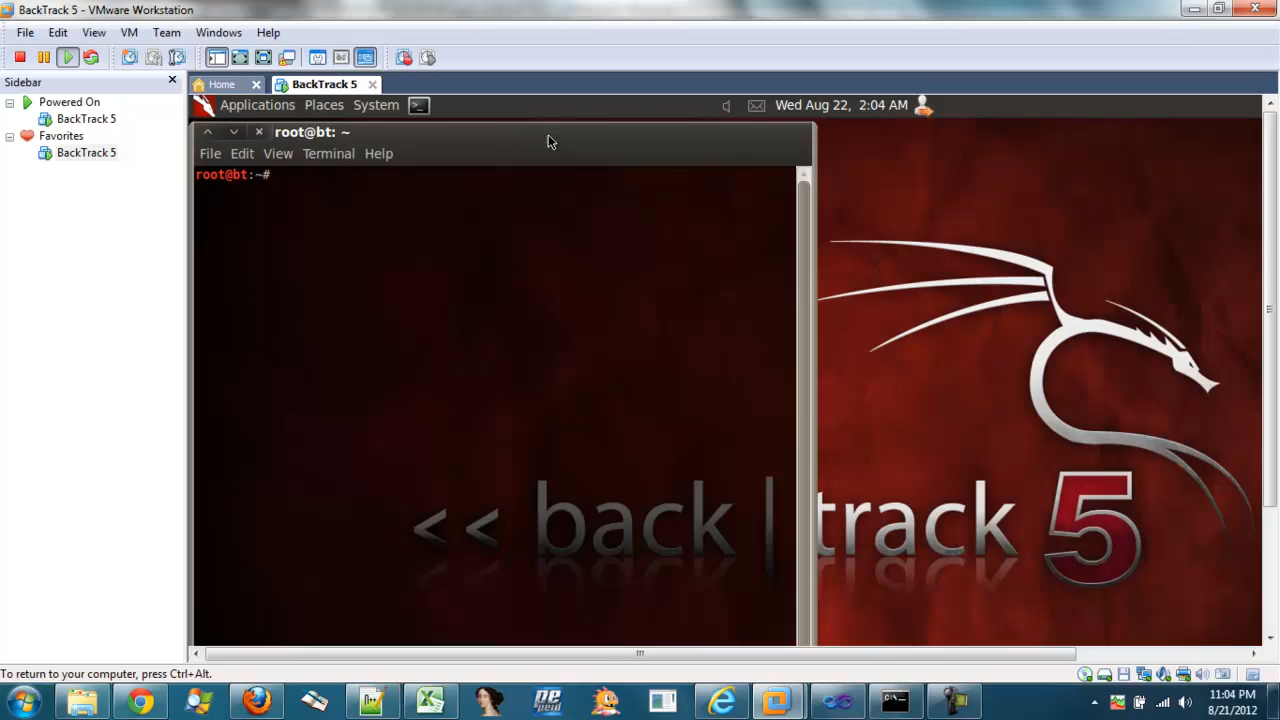 BackTrack 5 - VMware Workstation
File Edit View VM Team Windows Help
Sidebar
Powered On
BackTrack 5
Favorites
BackTrack 5
Home BackTrack 5
Applications Places System Wed Aug 22, 2:04 AM
root@bt: ~
File Edit View Terminal Help
root@bt:~#
<< back | track 5
To return to your computer, press Ctrl+Alt.
11:04 PM
8/21/2012